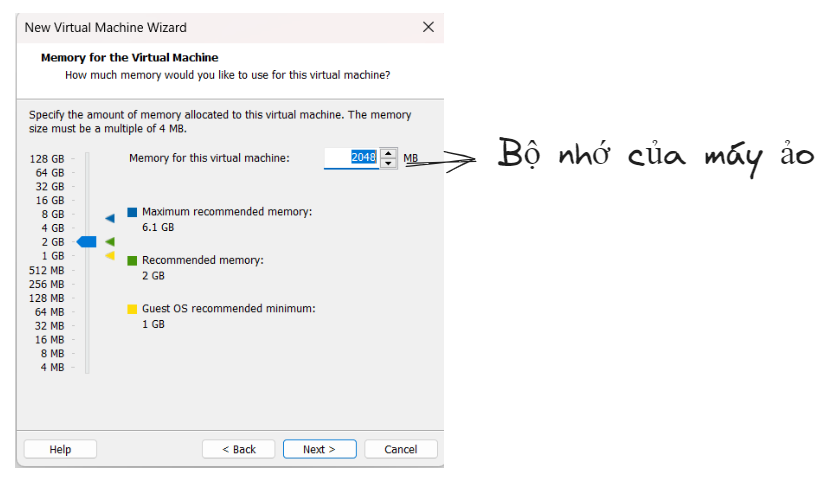 New Virtual Machine Wizard
Memory for the Virtual Machine
How much memory would you like to use for this virtual machine?
Specify the amount of memory allocated to this virtual machine. The memory
size must be a multiple of 4 MB.
128 GB
64 GB
32 GB
16 GB
8 GB
4 GB
2 GB
1 GB
512 MB
256 MB
128 MB
64 MB
32 MB
16 MB
8 MB
4 MB
Memory for this virtual machine: 2048 MB
Maximum recommended memory:
6.1 GB
Recommended memory:
2 GB
Guest OS recommended minimum:
1 GB
Bộ nhớ của máy ảo
Help
< Back
Next >
Cancel